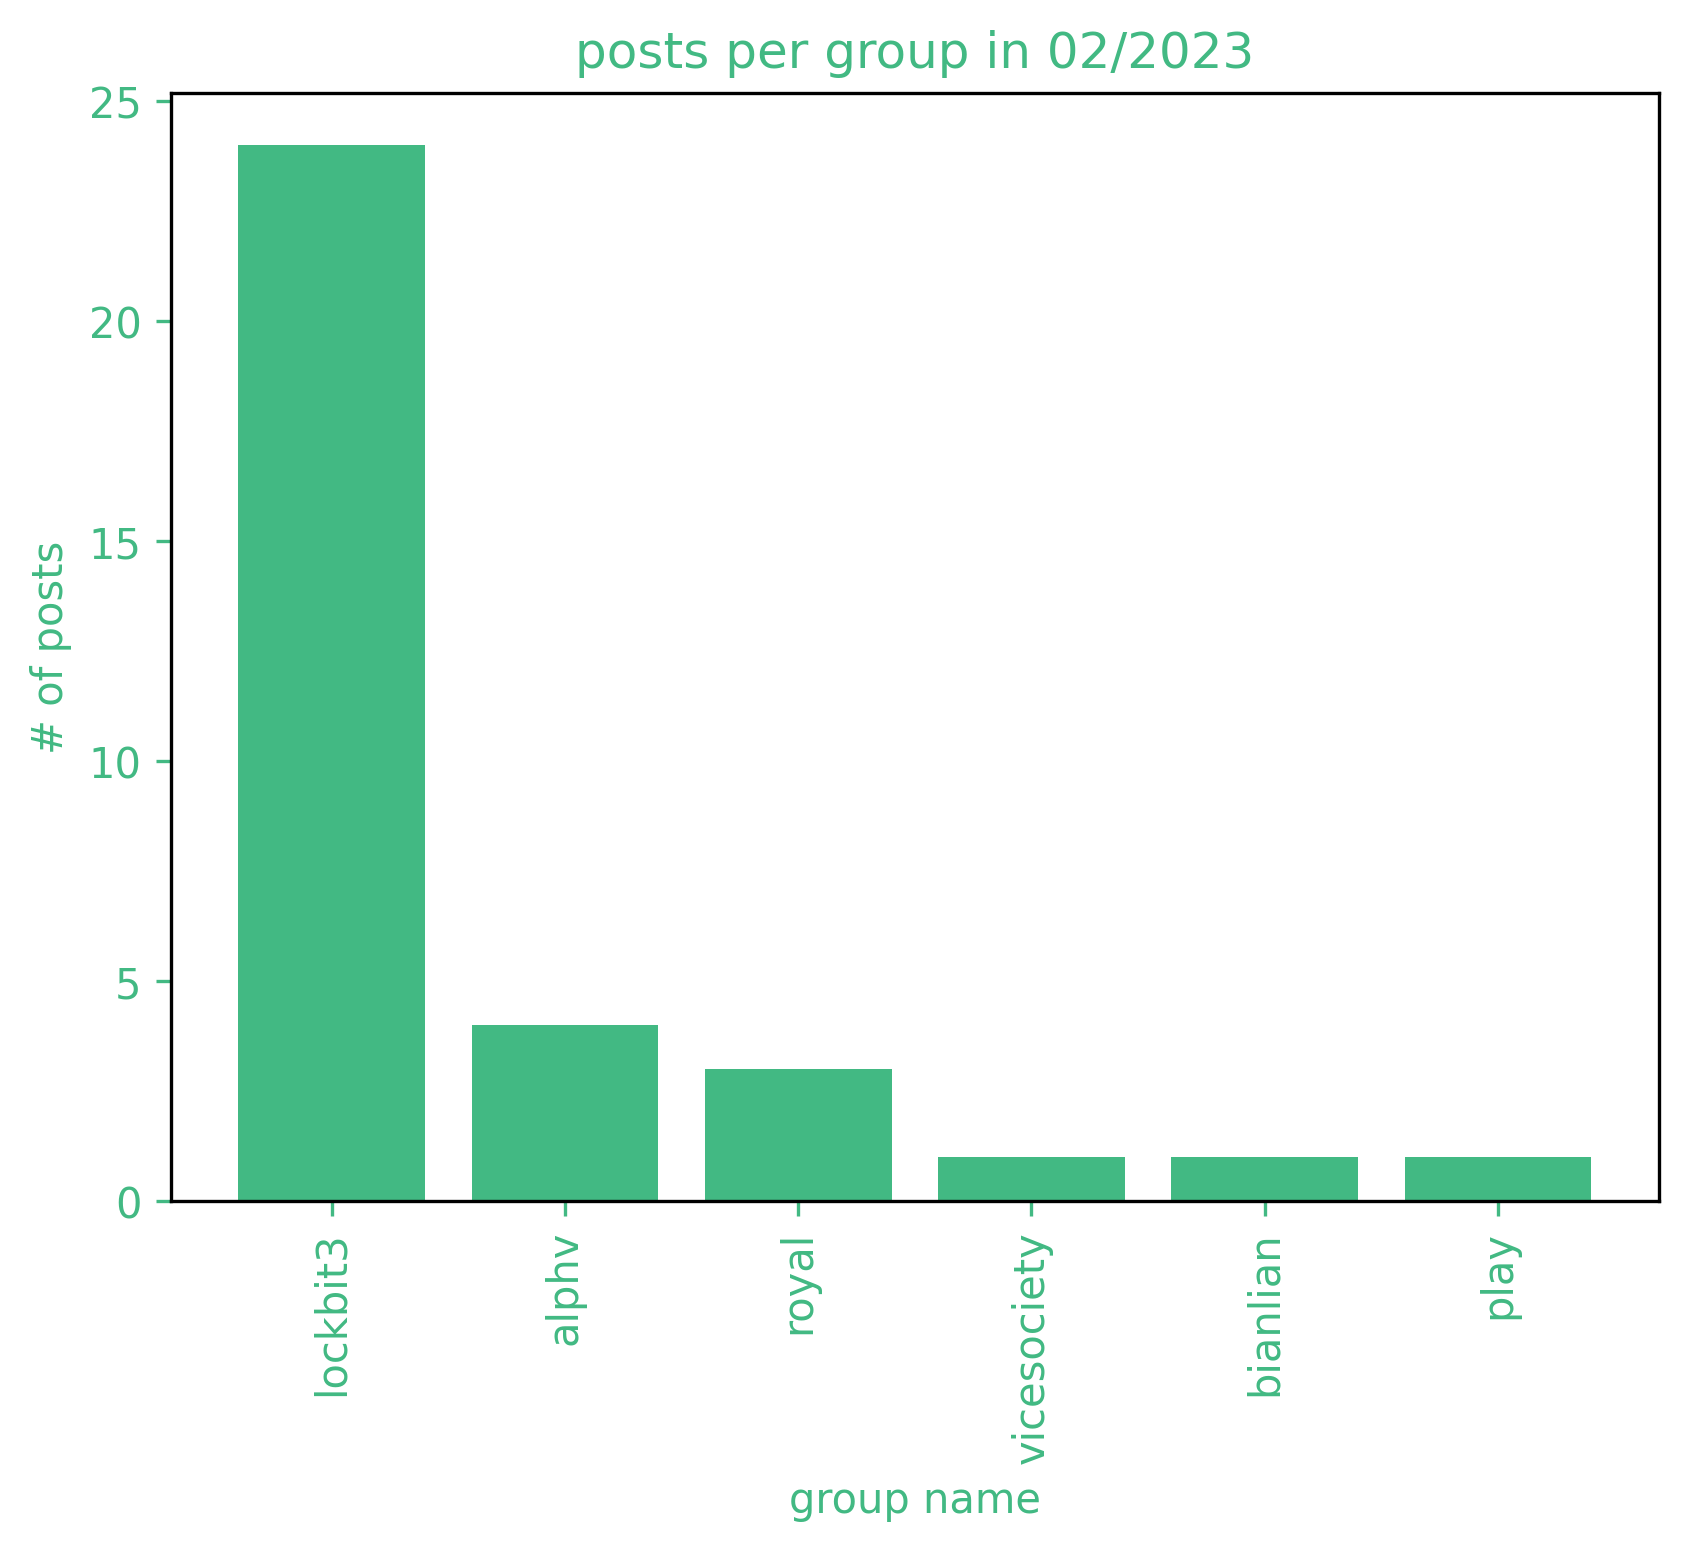 posts per group in 02/2023
# of posts
25
20
15
10
5
0
lockbit3
alphv
royal
vicesociety
bianlian
play
group name